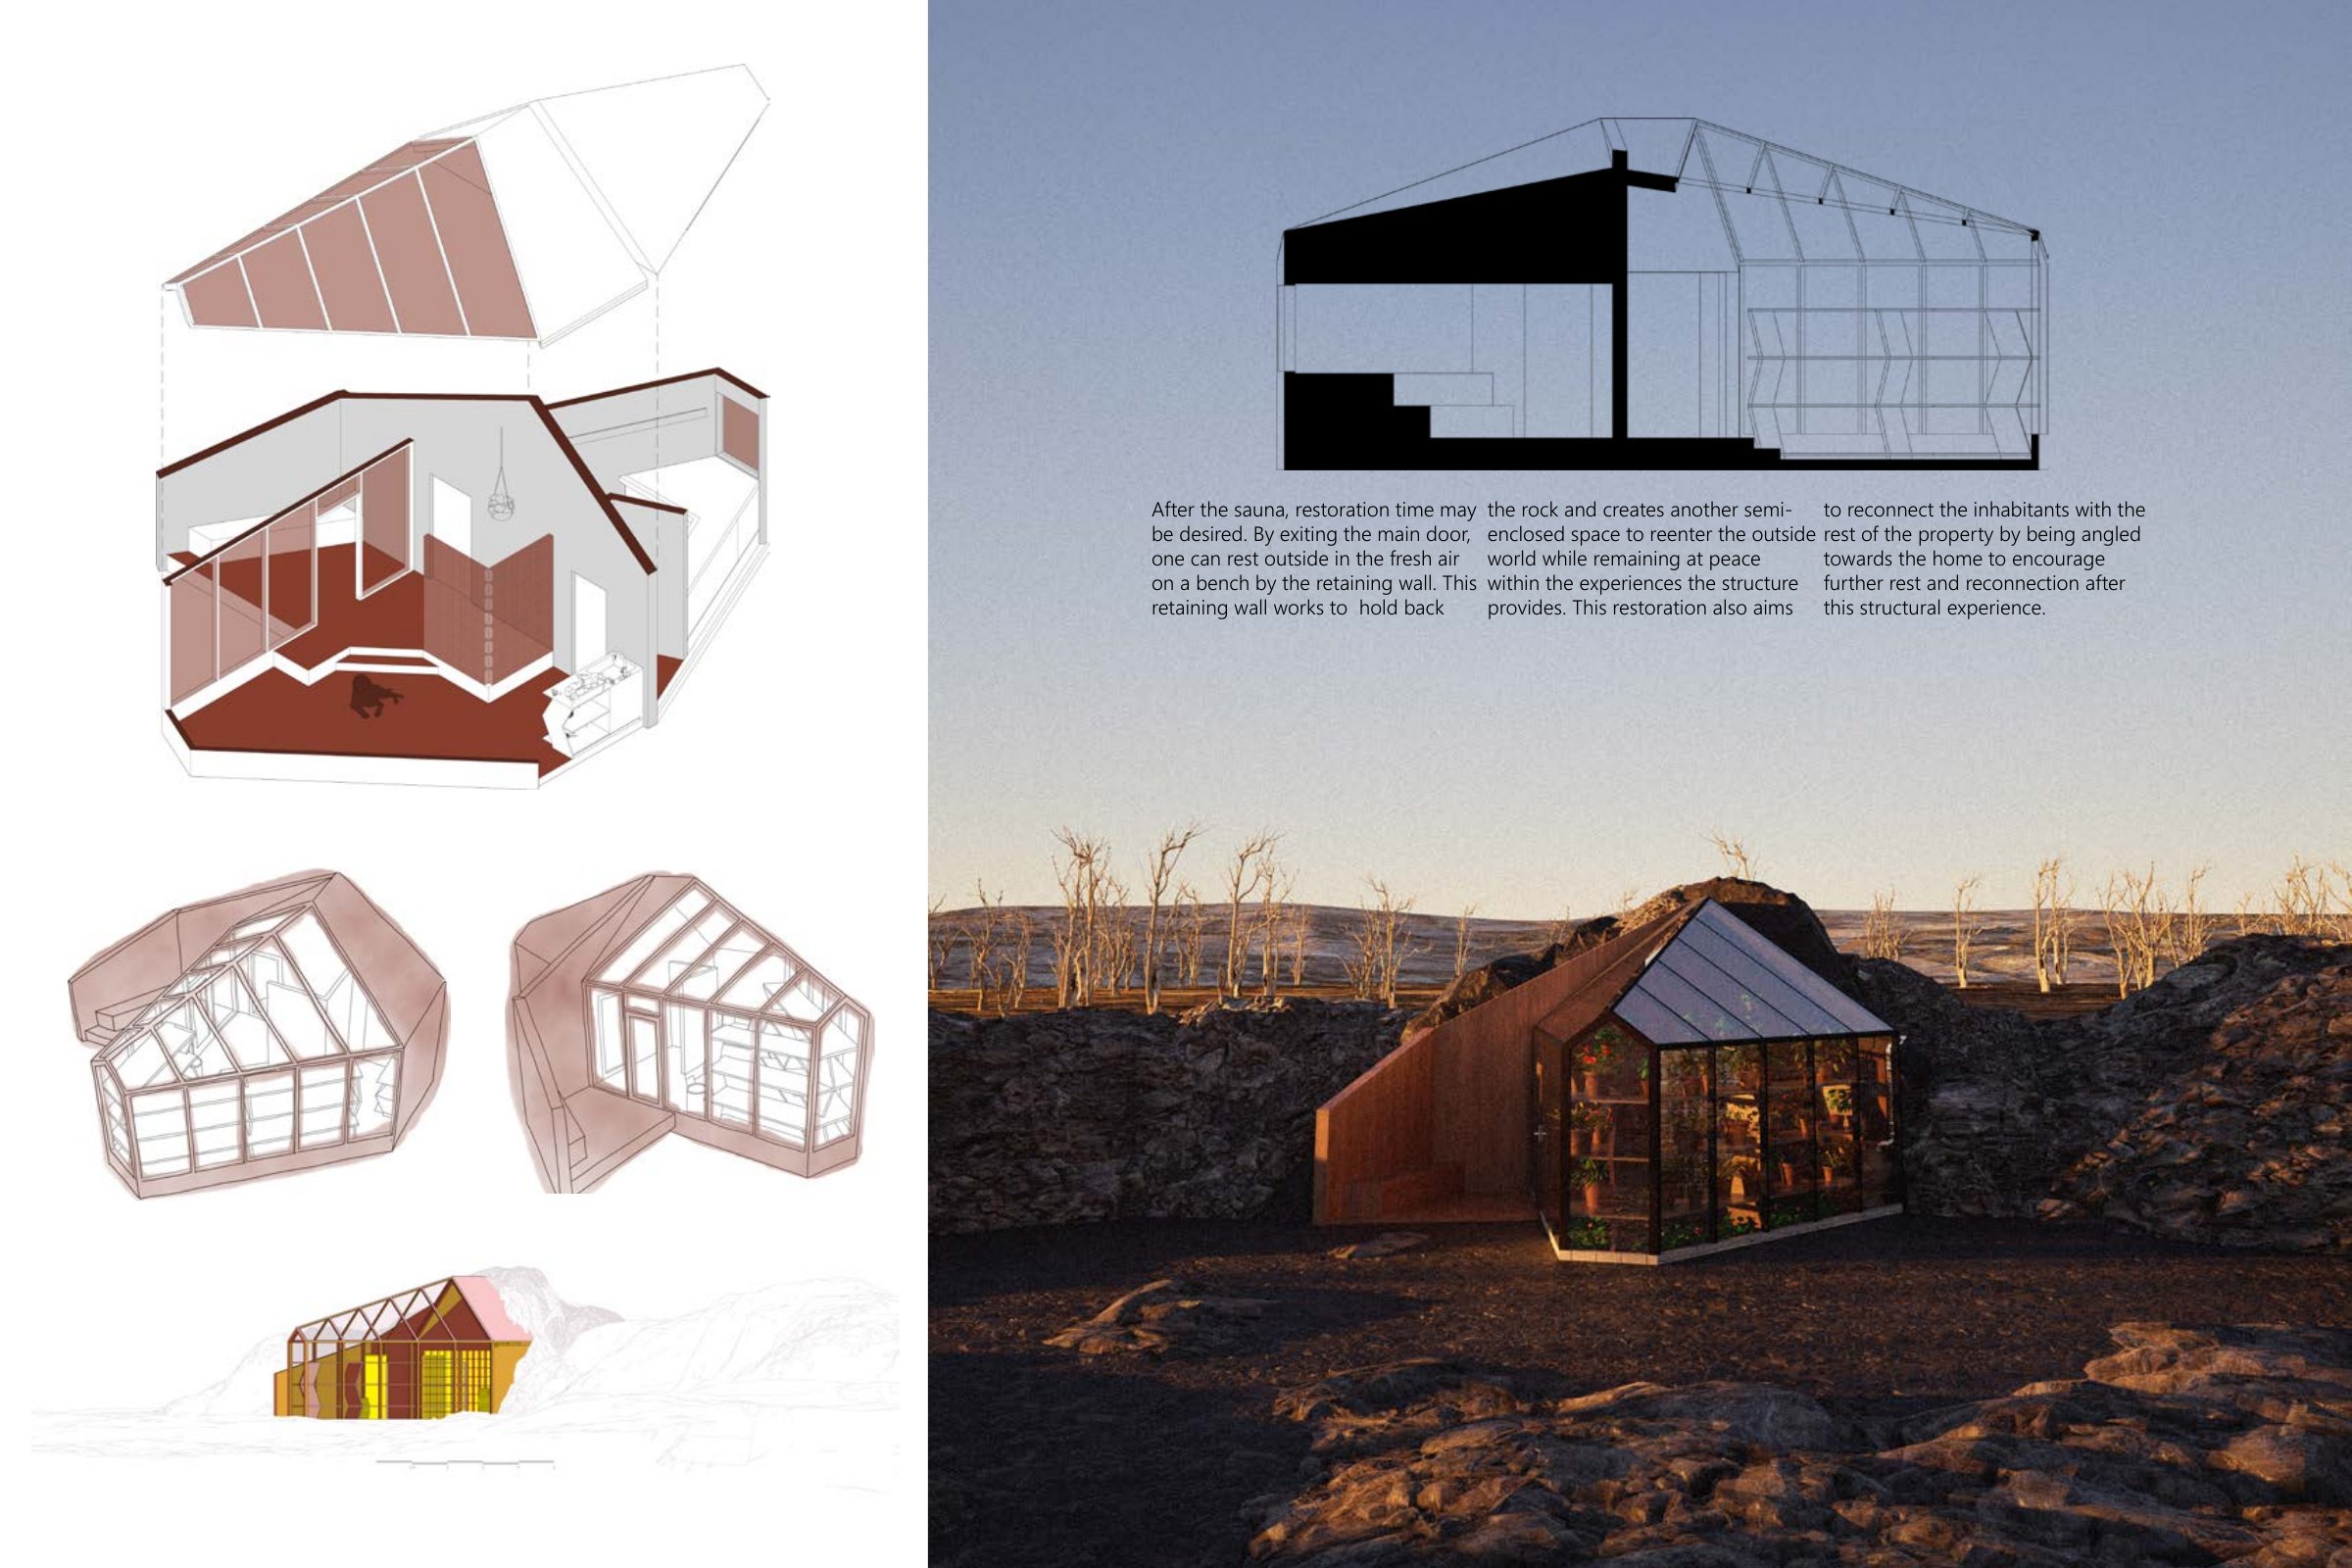 After the sauna, restoration time may
be desired. By exiting the main door,
one can rest outside in the fresh air
on a bench by the retaining wall. This
retaining wall works to  hold back
the rock and creates another semi-
enclosed space to reenter the outside
world while remaining at peace
within the experiences the structure
provides. This restoration also aims
to reconnect the inhabitants with the
rest of the property by being angled
towards the home to encourage
further rest and reconnection after
this structural experience.